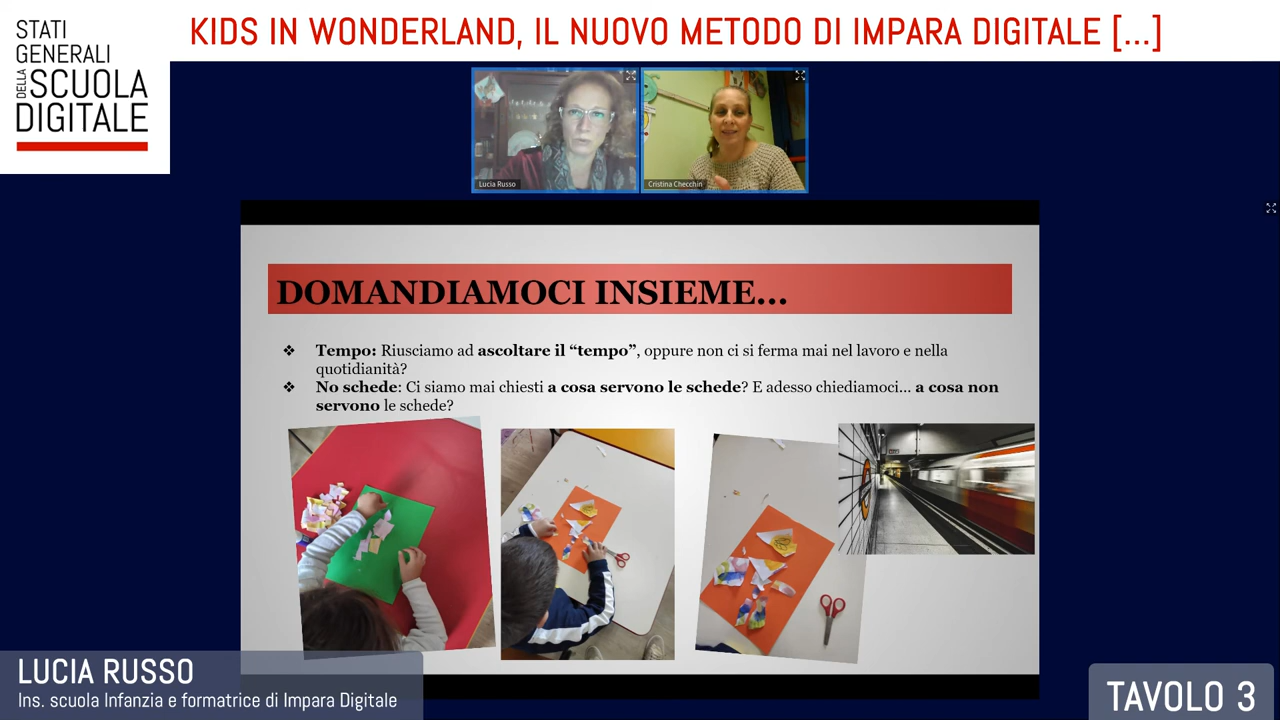 STATI
GENERALI
DELLA SCUOLA
DIGITALE
KIDS IN WONDERLAND, IL NUOVO METODO DI IMPARA DIGITALE [...]
Lucia Russo
Cristina Checchin
DOMANDIAMOCI INSIEME...
❖ Tempo: Riusciamo ad ascoltare il “tempo”, oppure non ci si ferma mai nel lavoro e nella
quotidianità?
❖ No schede: Ci siamo mai chiesti a cosa servono le schede? E adesso chiediamoci... a cosa non
servono le schede?
LUCIA RUSSO
Ins. scuola Infanzia e formatrice di Impara Digitale
TAVOLO 3